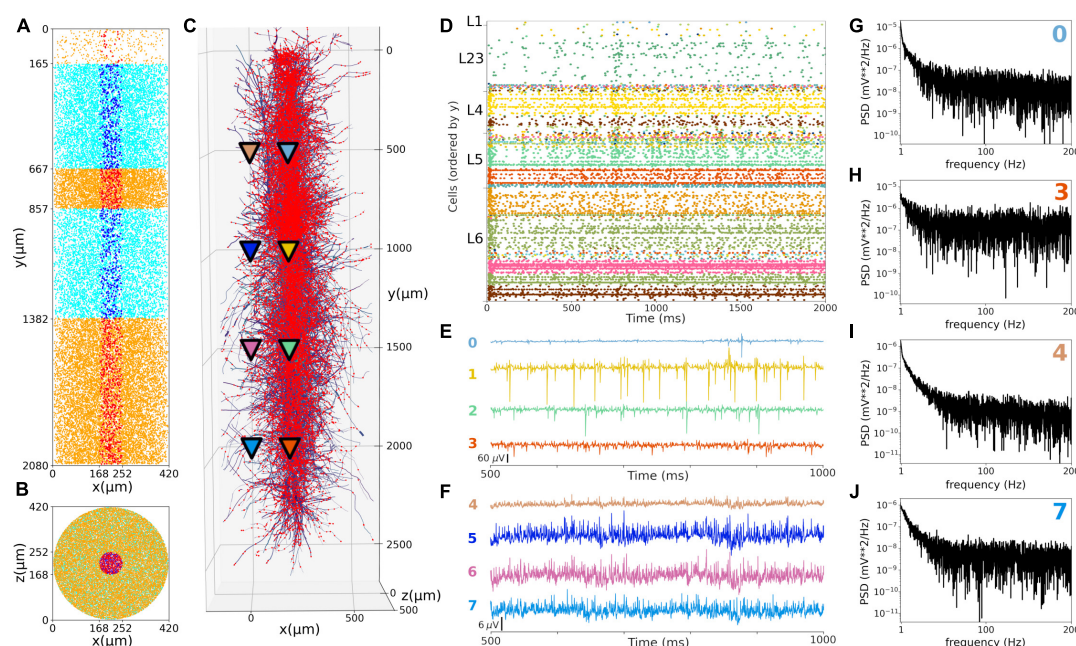 A
0
165
667
857
1382
2080
y(μm)
0
168 252
420
x(μm)
B
420
252
168
0
z(μm)
0
168 252
420
x(μm)
C
0
500
1000
y(μm)
1500
2000
2500
0
z(μm)
500
0
500
x(μm)
D
L1
L23
L4
L5
L6
Cells (ordered by y)
0
500
1000
1500
2000
Time (ms)
E
0
1
2
3
60 μV
500
Time (ms)
1000
F
4
5
6
7
6 μV
500
Time (ms)
1000
G
0
PSD (mV**2/Hz)
10⁻⁵
10⁻⁶
10⁻⁷
10⁻⁸
10⁻⁹
10⁻¹⁰
1
100
200
frequency (Hz)
H
3
PSD (mV**2/Hz)
10⁻⁵
10⁻⁶
10⁻⁷
10⁻⁸
10⁻⁹
10⁻¹⁰
1
100
200
frequency (Hz)
I
4
PSD (mV**2/Hz)
10⁻⁶
10⁻⁷
10⁻⁸
10⁻⁹
10⁻¹⁰
10⁻¹¹
1
100
200
frequency (Hz)
J
7
PSD (mV**2/Hz)
10⁻⁶
10⁻⁷
10⁻⁸
10⁻⁹
10⁻¹⁰
10⁻¹¹
1
100
200
frequency (Hz)